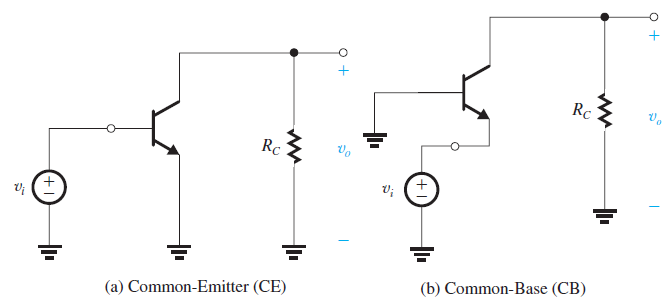 +
R_C
v_o
v_i
+
−
−
(a) Common-Emitter (CE)
+
R_C
v_o
v_i
+
−
−
(b) Common-Base (CB)